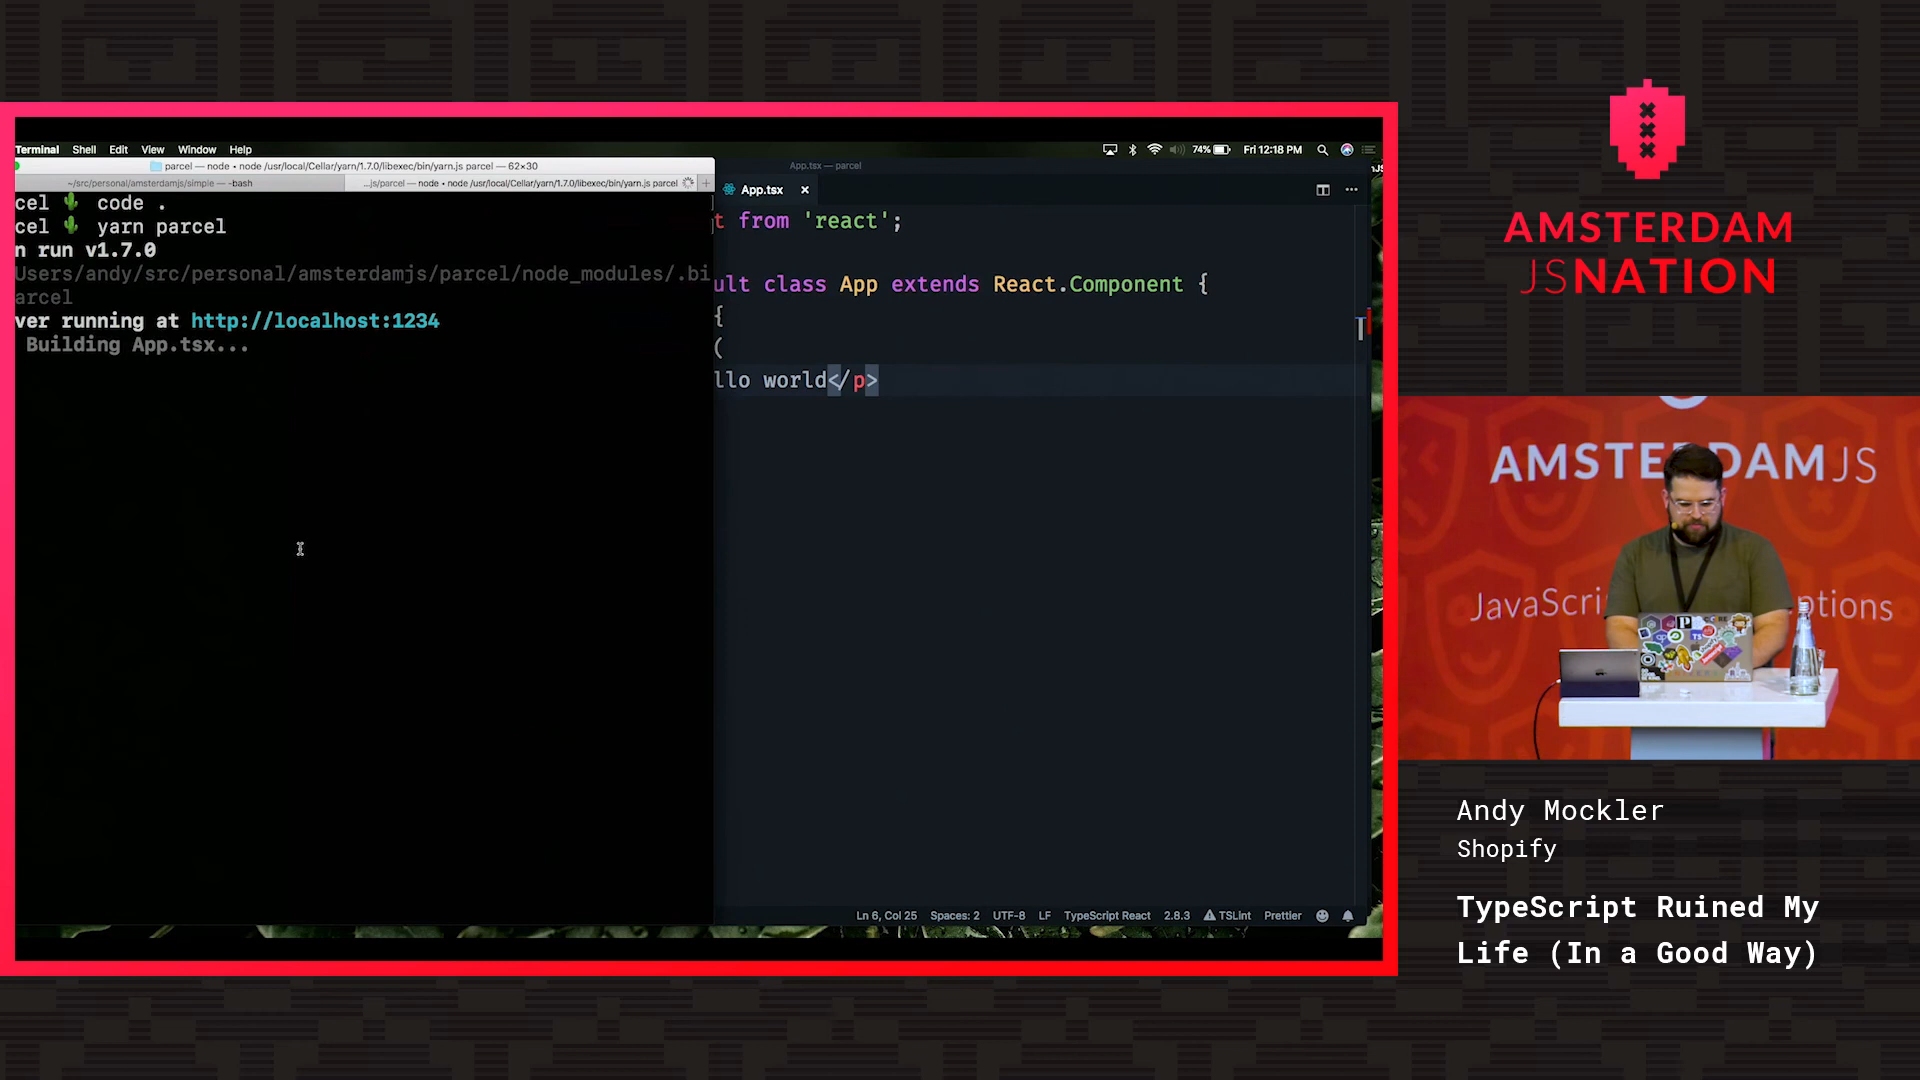 Terminal Shell Edit View Window Help
74% Fri 12:18 PM
parcel — node • node /usr/local/Cellar/yarn/1.7.0/libexec/bin/yarn.js parcel — 62×30
~/src/personal/amsterdamjs/simple — -bash
...js/parcel — node • node /usr/local/Cellar/yarn/1.7.0/libexec/bin/yarn.js parcel
cel code .
cel yarn parcel
n run v1.7.0
Users/andy/src/personal/amsterdamjs/parcel/node_modules/.bi
arcel
ver running at http://localhost:1234
Building App.tsx...
App.tsx — parcel
App.tsx
t from 'react';
ult class App extends React.Component {
{
(
llo world</p>
Ln 6, Col 25 Spaces: 2 UTF-8 LF TypeScript React 2.8.3 TSLint Prettier
AMSTERDAM
JSNATION
AMSTERDAMJS
JavaScri ptions
Andy Mockler
Shopify
TypeScript Ruined My
Life (In a Good Way)